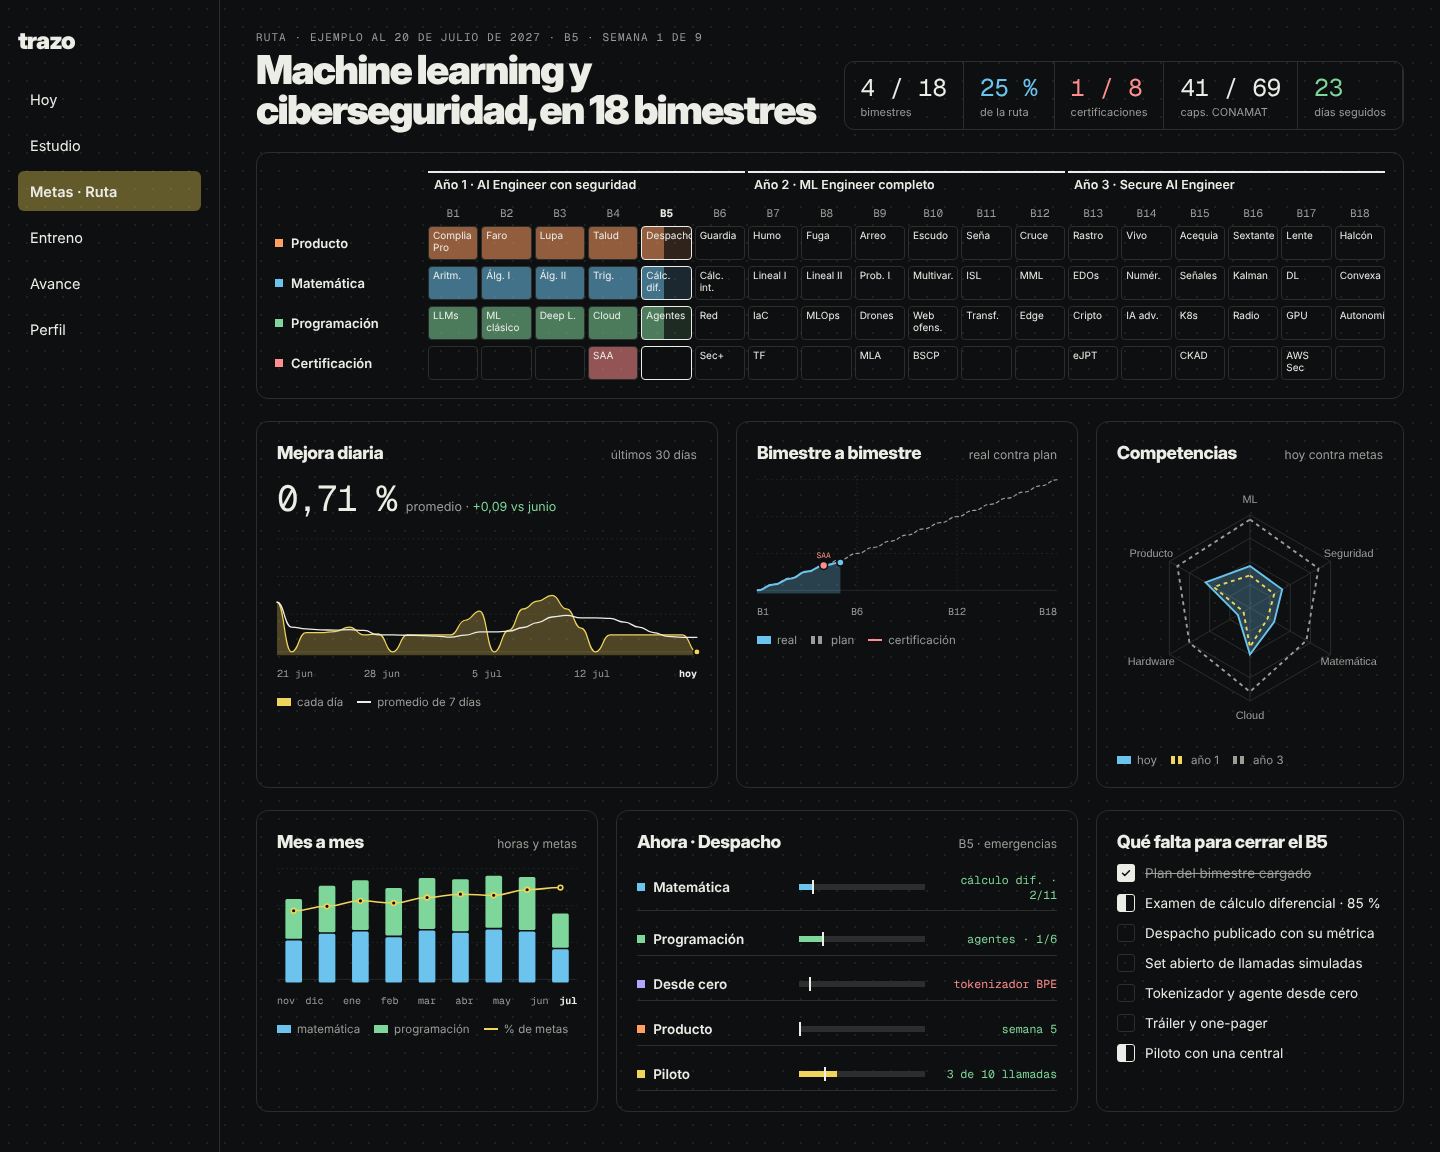 trazo
Hoy
Estudio
Metas · Ruta
Entreno
Avance
Perfil
RUTA · EJEMPLO AL 20 DE JULIO DE 2027 · B5 · SEMANA 1 DE 9
Machine learning y
ciberseguridad, en 18 bimestres
4 / 18
bimestres
25 %
de la ruta
1 / 8
certificaciones
41 / 69
caps. CONAMAT
23
días seguidos
Año 1 · AI Engineer con seguridad
Año 2 · ML Engineer completo
Año 3 · Secure AI Engineer
B1 B2 B3 B4 B5 B6 B7 B8 B9 B10 B11 B12 B13 B14 B15 B16 B17 B18
Producto
Complia
Pro
Faro
Lupa
Talud
Despacho
Guardia
Humo
Fuga
Arreo
Escudo
Seña
Cruce
Rastro
Vivo
Acequia
Sextante
Lente
Halcón
Matemática
Aritm.
Álg. I
Álg. II
Trig.
Cálc.
dif.
Cálc.
int.
Lineal I
Lineal II
Prob. I
Multivar.
ISL
MML
EDOs
Numér.
Señales
Kalman
DL
Convexa
Programación
LLMs
ML
clásico
Deep L.
Cloud
Agentes
Red
IaC
MLOps
Drones
Web
ofens.
Transf.
Edge
Cripto
IA adv.
K8s
Radio
GPU
Autonomí
Certificación
SAA
Sec+
TF
MLA
BSCP
eJPT
CKAD
AWS
Sec
Mejora diaria
últimos 30 días
0,71 %
promedio · +0,09 vs junio
21 jun
28 jun
5 jul
12 jul
hoy
cada día
promedio de 7 días
Bimestre a bimestre
real contra plan
SAA
B1
B6
B12
B18
real
plan
certificación
Competencias
hoy contra metas
ML
Seguridad
Matemática
Cloud
Hardware
Producto
hoy
año 1
año 3
Mes a mes
horas y metas
nov
dic
ene
feb
mar
abr
may
jun
jul
matemática
programación
% de metas
Ahora · Despacho
B5 · emergencias
Matemática
cálculo dif. ·
2/11
Programación
agentes · 1/6
Desde cero
tokenizador BPE
Producto
semana 5
Piloto
3 de 10 llamadas
Qué falta para cerrar el B5
Plan del bimestre cargado
Examen de cálculo diferencial · 85 %
Despacho publicado con su métrica
Set abierto de llamadas simuladas
Tokenizador y agente desde cero
Tráiler y one-pager
Piloto con una central